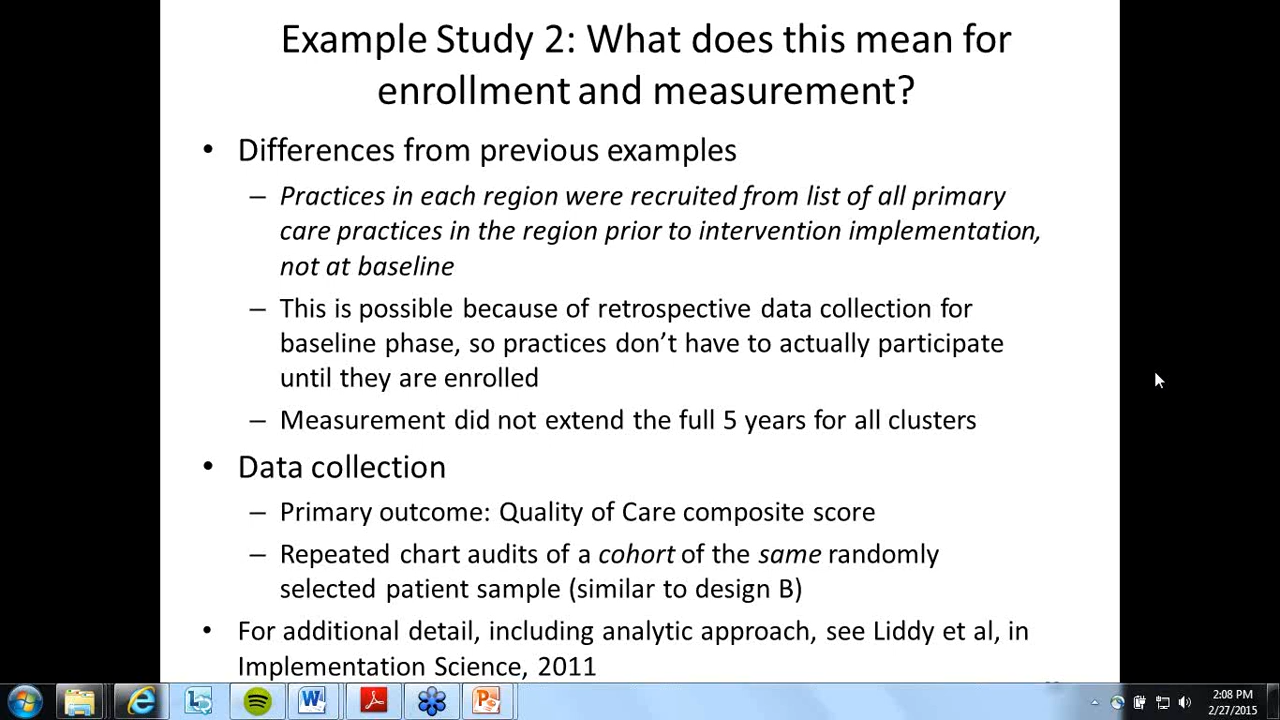 Example Study 2: What does this mean for
enrollment and measurement?
• Differences from previous examples
– Practices in each region were recruited from list of all primary
care practices in the region prior to intervention implementation,
not at baseline
– This is possible because of retrospective data collection for
baseline phase, so practices don’t have to actually participate
until they are enrolled
– Measurement did not extend the full 5 years for all clusters
• Data collection
– Primary outcome: Quality of Care composite score
– Repeated chart audits of a cohort of the same randomly
selected patient sample (similar to design B)
• For additional detail, including analytic approach, see Liddy et al, in
Implementation Science, 2011
2:08 PM
2/27/2015